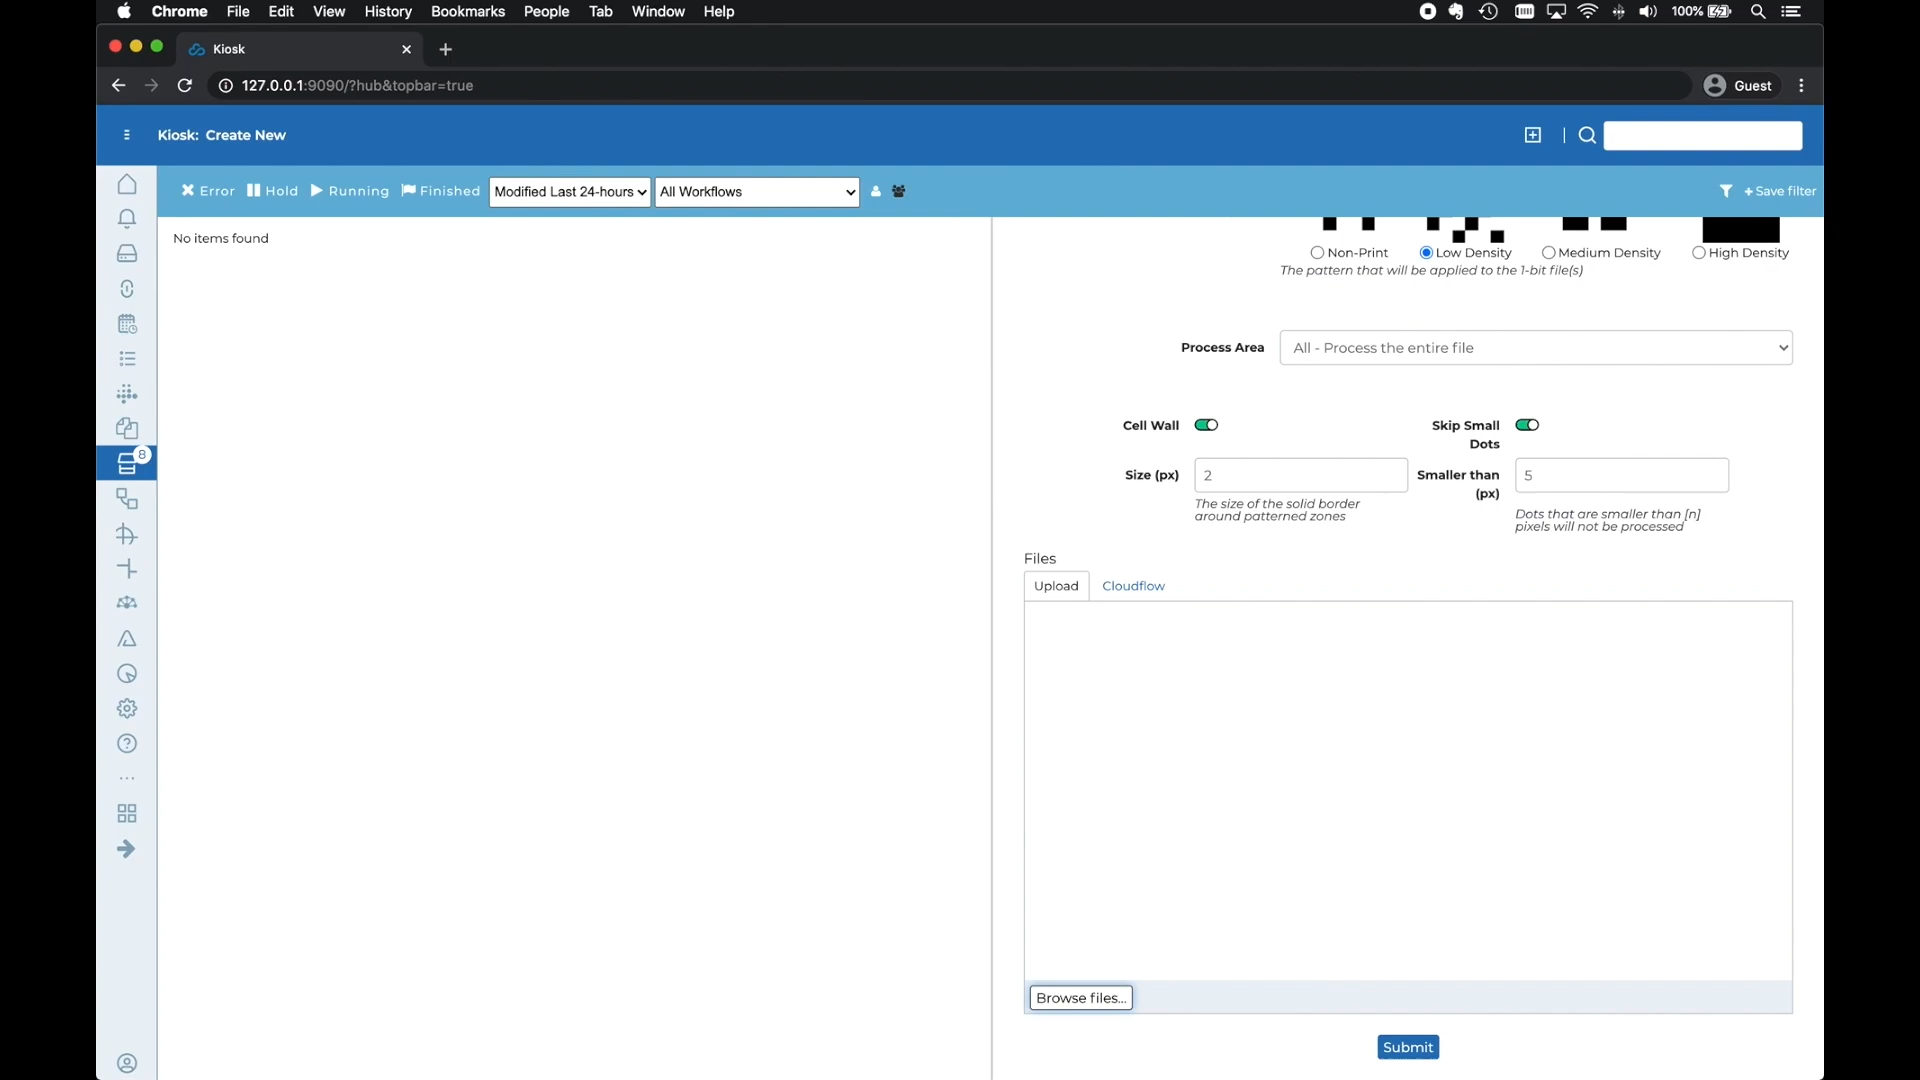 Chrome File Edit View History Bookmarks People Tab Window Help 100%
Kiosk
127.0.0.1:9090/?hub&topbar=true Guest
Kiosk: Create New
Error Hold Running Finished Modified Last 24-hours All Workflows + Save filter
No items found
Non-Print Low Density Medium Density High Density
The pattern that will be applied to the 1-bit file(s)
Process Area All - Process the entire file
8
Cell Wall Skip Small
Dots
Size (px) 2 Smaller than 5
(px)
The size of the solid border
around patterned zones
Dots that are smaller than [n]
pixels will not be processed
Files
Upload Cloudflow
Browse files...
Submit